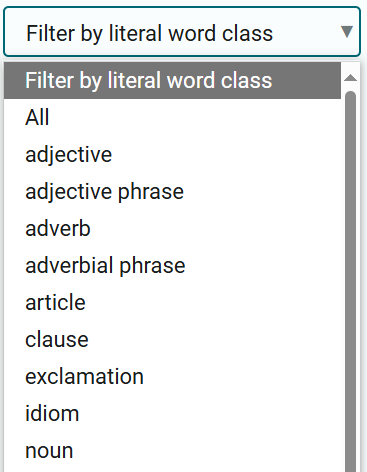 Filter by literal word class
Filter by literal word class
All
adjective
adjective phrase
adverb
adverbial phrase
article
clause
exclamation
idiom
noun